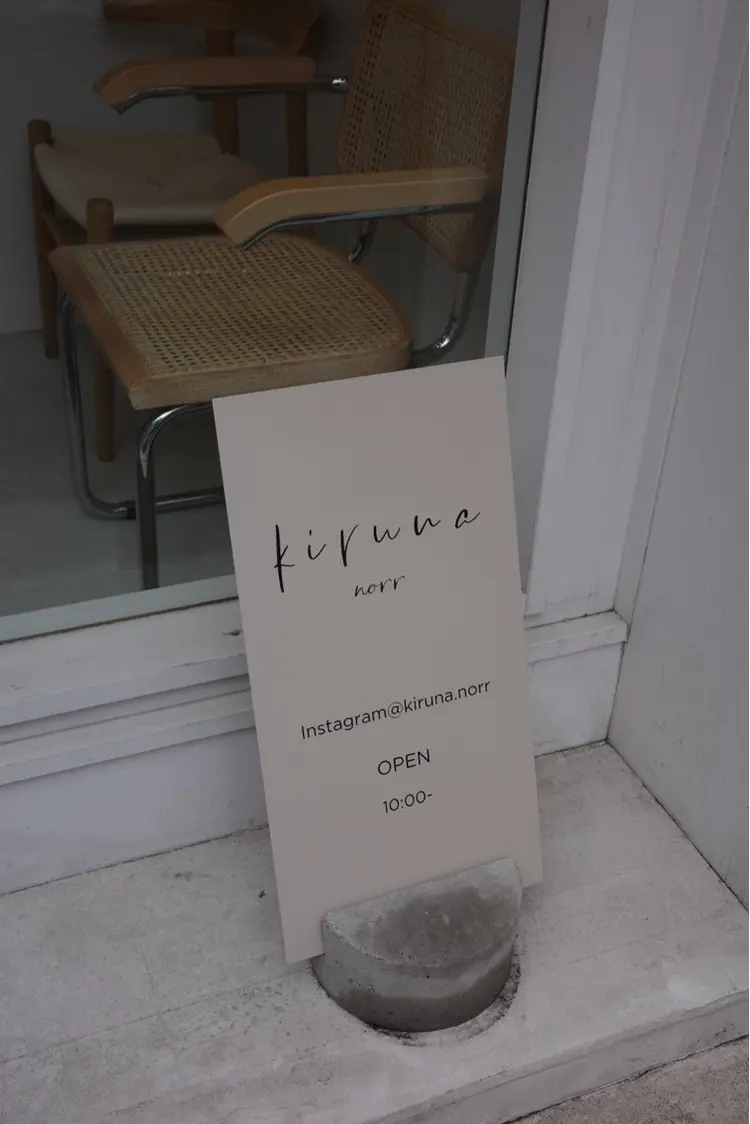 kiruna
norr
Instagram@kiruna.norr
OPEN
10:00-